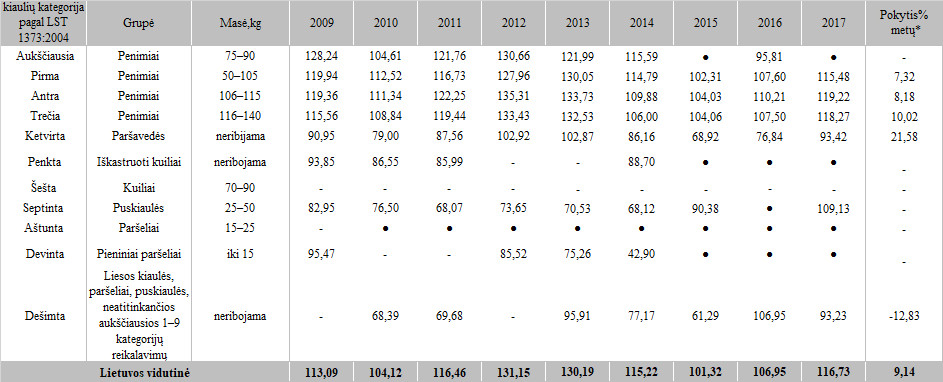 kiaulių kategorija pagal LST 1373:2004 Grupė Masė,kg 2009 2010 2011 2012 2013 2014 2015 2016 2017 Pokytis% metų*
Aukščiausia Penimiai 75–90 128,24 104,61 121,76 130,66 121,99 115,59 ● 95,81 ● -
Pirma Penimiai 50–105 119,94 112,52 116,73 127,96 130,05 114,79 102,31 107,60 115,48 7,32
Antra Penimiai 106–115 119,36 111,34 122,25 135,31 133,73 109,88 104,03 110,21 119,22 8,18
Trečia Penimiai 116–140 115,56 108,84 119,44 133,43 132,53 106,00 104,06 107,50 118,27 10,02
Ketvirta Paršavedės neribijama 90,95 79,00 87,56 102,92 102,87 86,16 68,92 76,84 93,42 21,58
Penkta Iškastruoti kuiliai neribojama 93,85 86,55 85,99 - - 88,70 ● ● ● -
Šešta Kuiliai 70–90 - - - - - - - - - -
Septinta Puskiaulės 25–50 82,95 76,50 68,07 73,65 70,53 68,12 90,38 ● 109,13 -
Aštunta Paršeliai 15–25 - ● ● ● ● ● ● ● ● -
Devinta Pieniniai paršeliai iki 15 95,47 - - 85,52 75,26 42,90 ● ● ● -
Dešimta Liesos kiaulės, paršeliai, puskiaulės, neatitinkančios aukščiausios 1–9 kategorijų reikalavimų neribojama - 68,39 69,68 - 95,91 77,17 61,29 106,95 93,23 -12,83
Lietuvos vidutinė 113,09 104,12 116,46 131,15 130,19 115,22 101,32 106,95 116,73 9,14